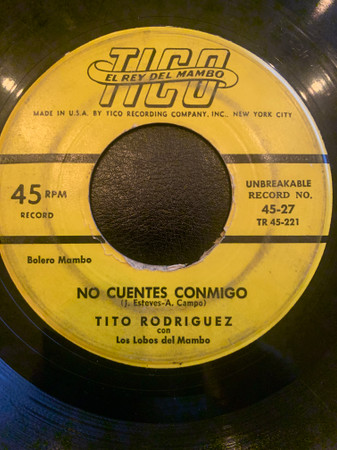 TICO
EL REY DEL MAMBO
MADE IN U.S.A. BY TICO RECORDING COMPANY, INC., NEW YORK CITY
45 RPM
RECORD
UNBREAKABLE
RECORD NO.
45-27
TR 45-221
Bolero Mambo
NO CUENTES CONMIGO
(J. Esteves-A. Campo)
TITO RODRIGUEZ
con
Los Lobos del Mambo